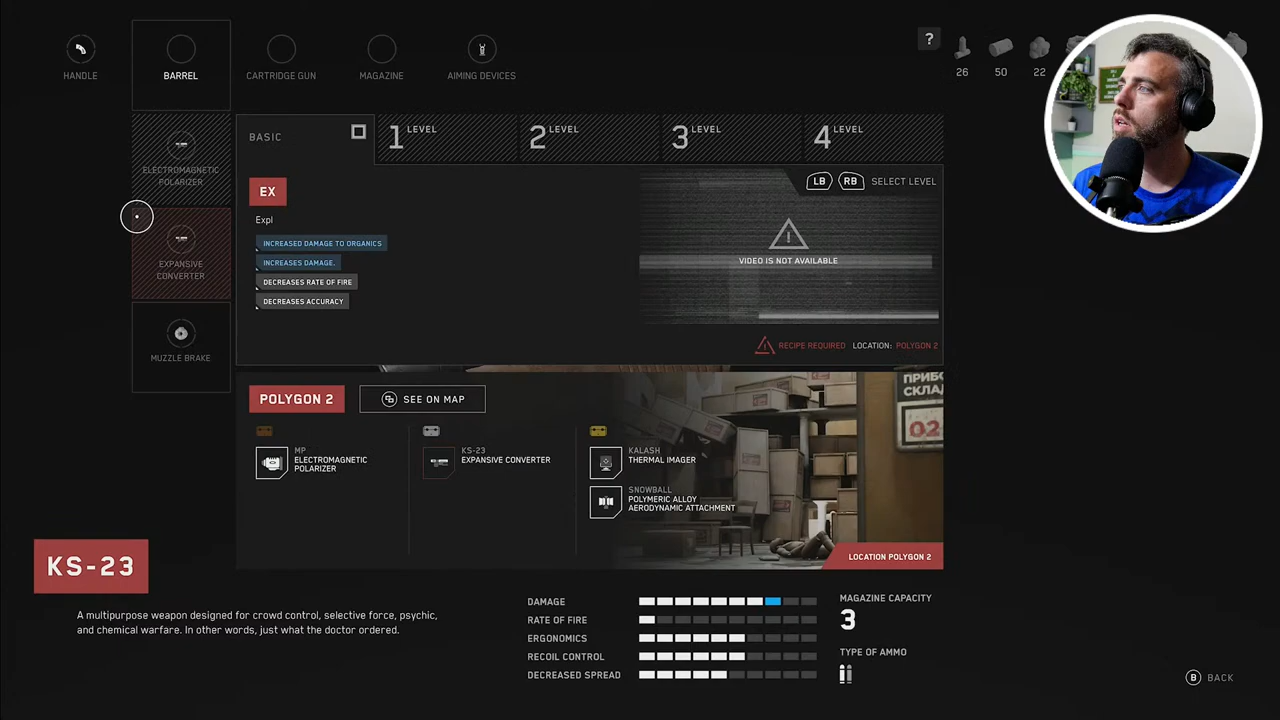 HANDLE
BARREL
CARTRIDGE GUN
MAGAZINE
AIMING DEVICES
?
26
50
22
BASIC
1 LEVEL
2 LEVEL
3 LEVEL
4 LEVEL
ELECTROMAGNETIC
POLARIZER
EXPANSIVE
CONVERTER
MUZZLE BRAKE
EX
LB RB SELECT LEVEL
Expl
INCREASED DAMAGE TO ORGANICS
INCREASES DAMAGE.
DECREASES RATE OF FIRE
DECREASES ACCURACY
VIDEO IS NOT AVAILABLE
RECIPE REQUIRED LOCATION: POLYGON 2
POLYGON 2
SEE ON MAP
MP
ELECTROMAGNETIC
POLARIZER
KS-23
EXPANSIVE CONVERTER
KALASH
THERMAL IMAGER
SNOWBALL
POLYMERIC ALLOY
AERODYNAMIC ATTACHMENT
ПРИБО
СКЛА
02
LOCATION POLYGON 2
KS-23
A multipurpose weapon designed for crowd control, selective force, psychic,
and chemical warfare. In other words, just what the doctor ordered.
DAMAGE
RATE OF FIRE
ERGONOMICS
RECOIL CONTROL
DECREASED SPREAD
MAGAZINE CAPACITY
3
TYPE OF AMMO
B BACK